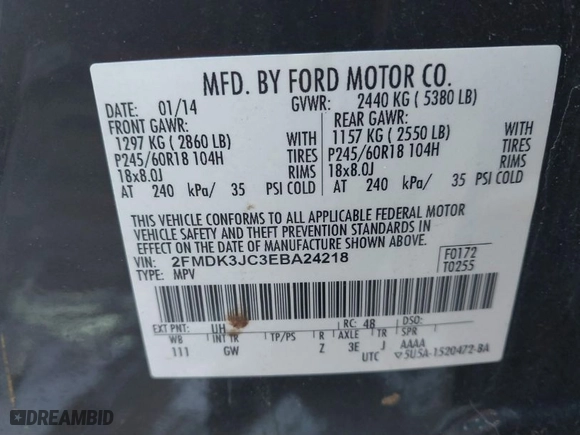 MFD. BY FORD MOTOR CO.
DATE: 01/14 GVWR: 2440 KG ( 5380 LB)
FRONT GAWR: REAR GAWR:
1297 KG ( 2860 LB) WITH 1157 KG ( 2550 LB) WITH
P245/60R18 104H TIRES P245/60R18 104H TIRES
18x8.0J RIMS 18x8.0J RIMS
AT 240 kPa/ 35 PSI COLD AT 240 kPa/ 35 PSI COLD
THIS VEHICLE CONFORMS TO ALL APPLICABLE FEDERAL MOTOR
VEHICLE SAFETY AND BUMPER AND THEFT PREVENTION STANDARDS IN
EFFECT ON THE DATE OF MANUFACTURE SHOWN ABOVE.
VIN: 2FMDK3JC3EBA24218 F0172
TYPE: MPV T0255
EXT PNT: UH RC: 48 DSO:
WB INT TR TP/PS R AXLE TR SPR
111 GW Z 3E J AAAA
UTC 5U5A-1520472-BA
DREAMBID